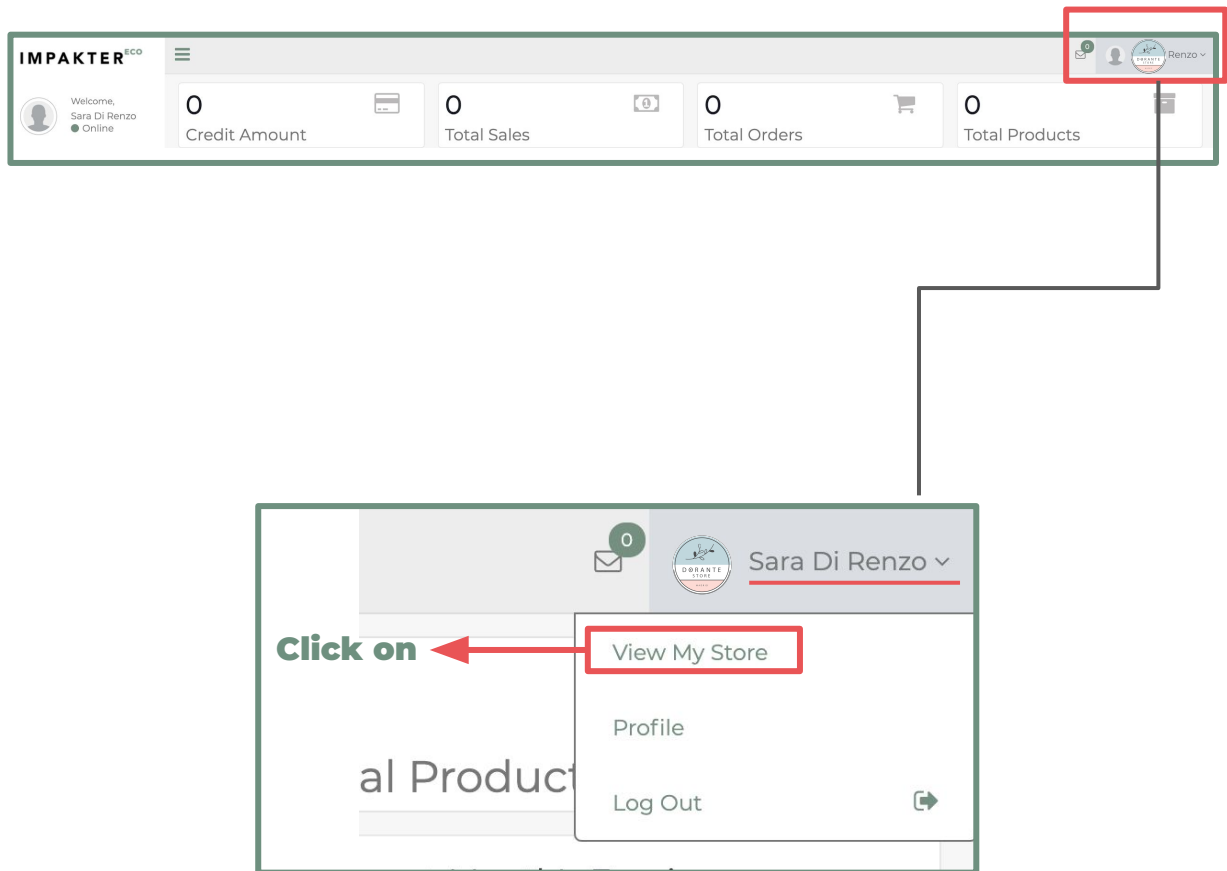 IMPAKTER ECO
0
Renzo
Welcome,
Sara Di Renzo
Online
0
Credit Amount
0
Total Sales
0
Total Orders
0
Total Products
0
DØRANTE
STORE
Sara Di Renzo
Click on
View My Store
Profile
al Product
Log Out